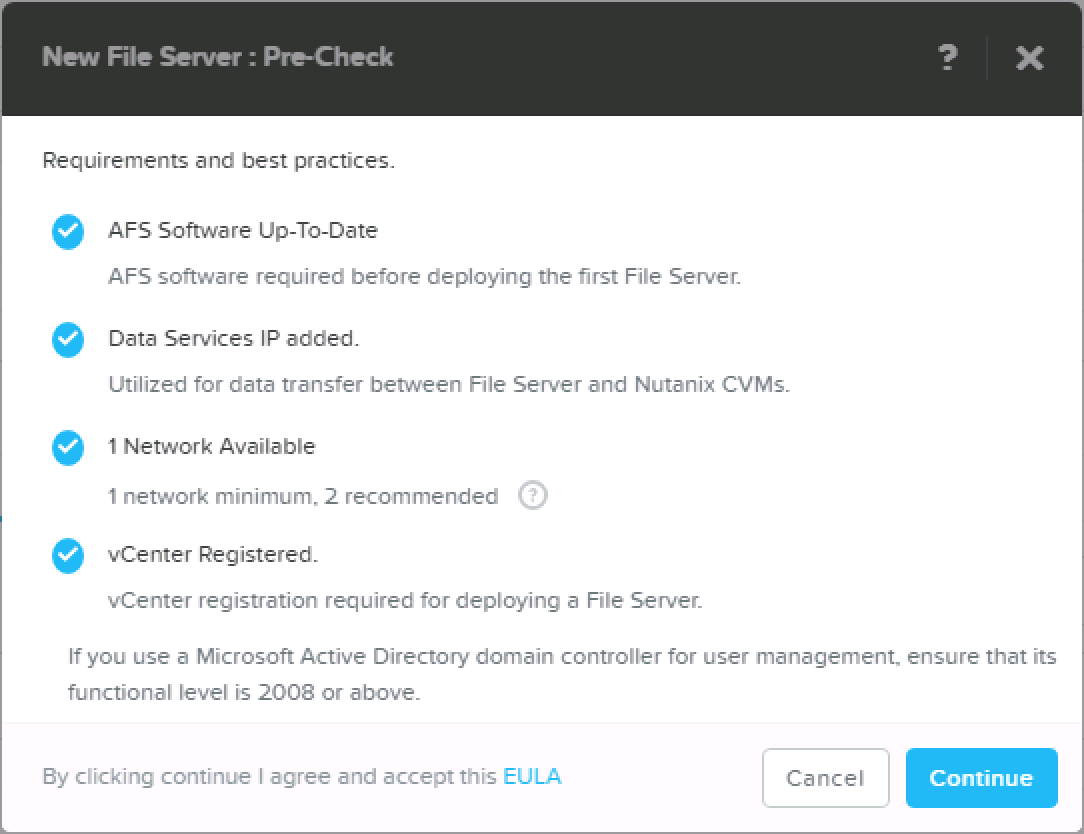 New File Server : Pre-Check
?
Requirements and best practices.
AFS Software Up-To-Date
AFS software required before deploying the first File Server.
Data Services IP added.
Utilized for data transfer between File Server and Nutanix CVMs.
1 Network Available
1 network minimum, 2 recommended ?
vCenter Registered.
vCenter registration required for deploying a File Server.
If you use a Microsoft Active Directory domain controller for user management, ensure that its
functional level is 2008 or above.
By clicking continue I agree and accept this EULA
Cancel
Continue